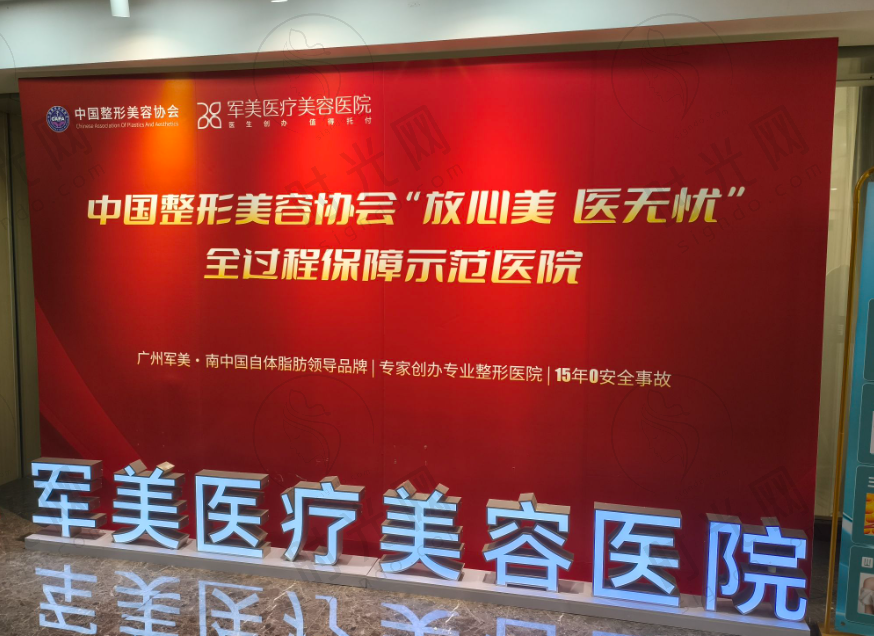 中国整形美容协会
Chinese Association Of Plastics And Aesthetics
军美医疗美容医院
医生创办 值得托付
中国整形美容协会“放心美 医无忧”
全过程保障示范医院
广州军美·南中国自体脂肪领导品牌|专家创办专业整形医院|15年0安全事故
军美医疗美容医院